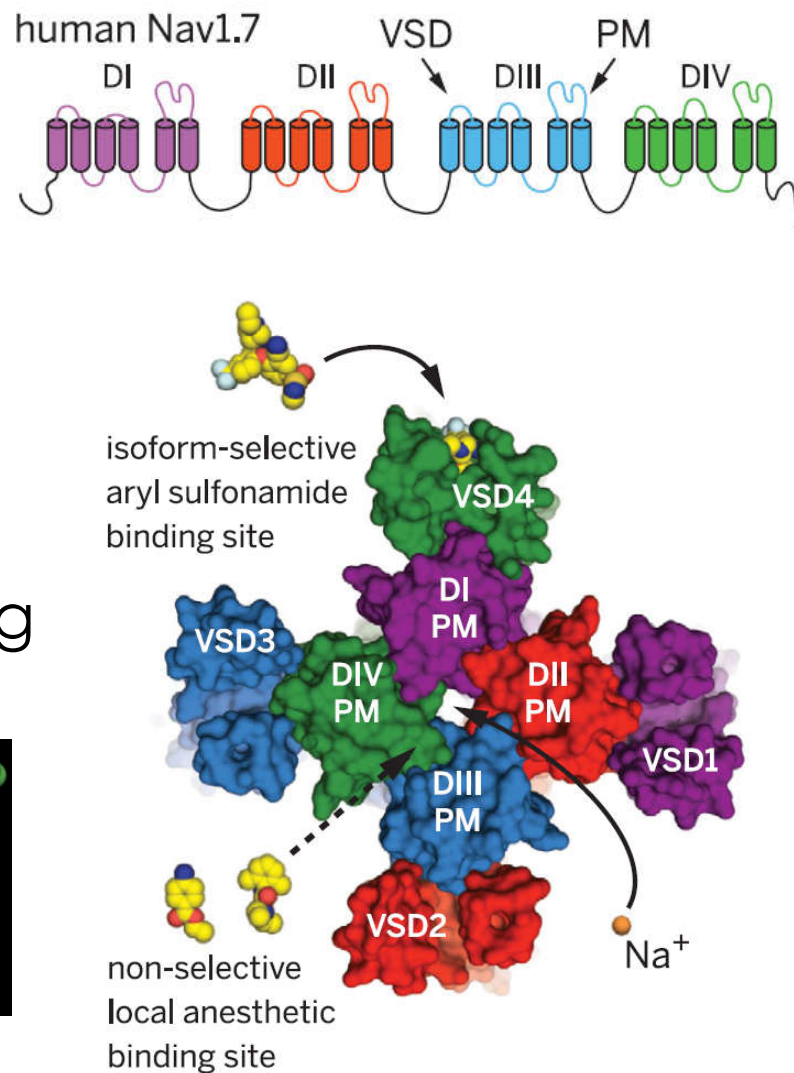 human Nav1.7
VSD
PM
DI
DII
DIII
DIV
isoform-selective
aryl sulfonamide
binding site
VSD4
DI
PM
VSD3
DIV
PM
DII
PM
VSD1
DIII
PM
VSD2
Na⁺
non-selective
local anesthetic
binding site
g